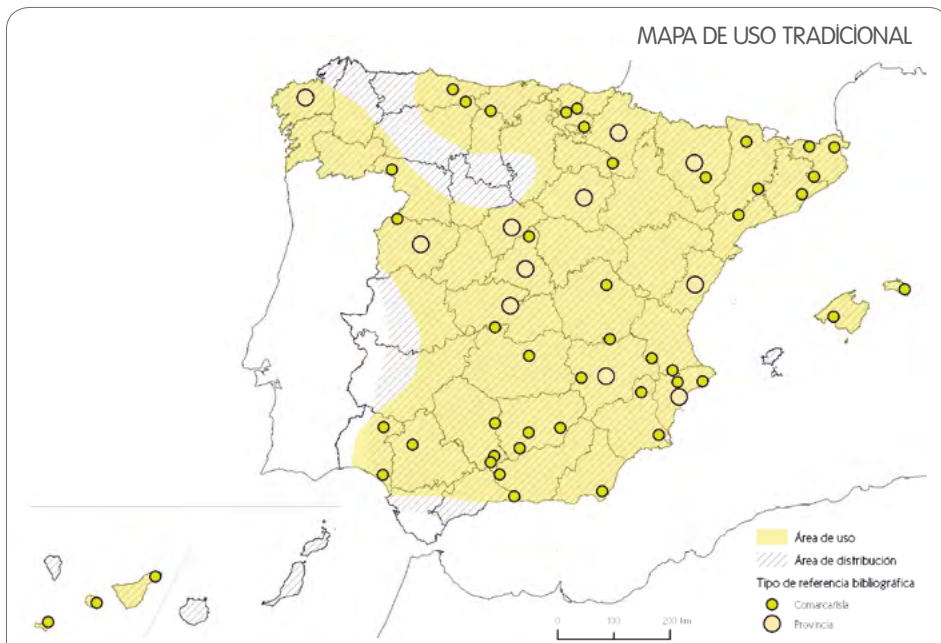 MAPA DE USO TRADICIONAL
Área de uso
Área de distribución
Tipo de referencia bibliográfica
Comarca/Isla
Provincia
0 100 200 km